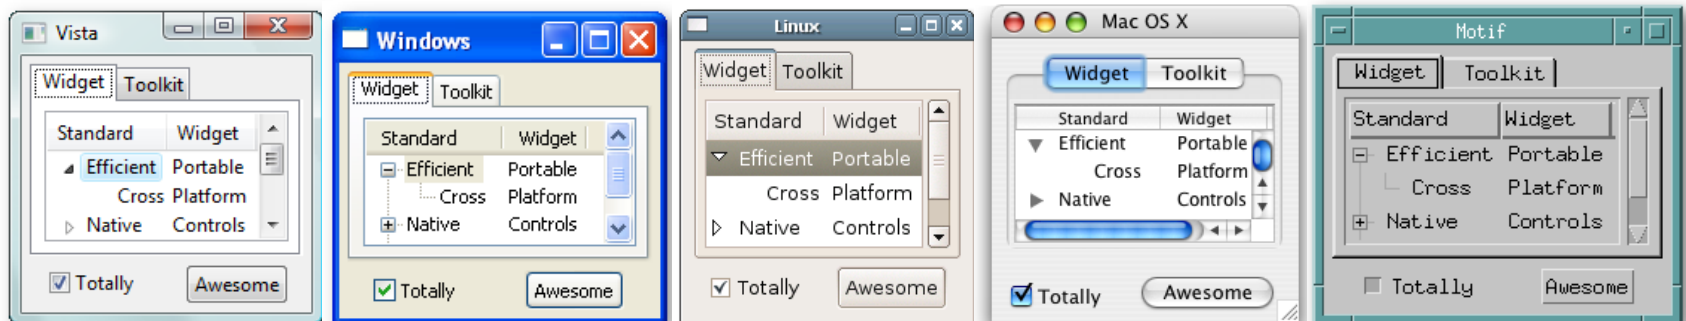 Vista
Widget Toolkit
Standard Widget
Efficient Portable
Cross Platform
Native Controls
Totally Awesome
Windows
Widget Toolkit
Standard Widget
Efficient Portable
Cross Platform
Native Controls
Totally Awesome
Linux
Widget Toolkit
Standard Widget
Efficient Portable
Cross Platform
Native Controls
Totally Awesome
Mac OS X
Widget Toolkit
Standard Widget
Efficient Portable
Cross Platform
Native Controls
Totally Awesome
Motif
Widget Toolkit
Standard Widget
Efficient Portable
Cross Platform
Native Controls
Totally Awesome